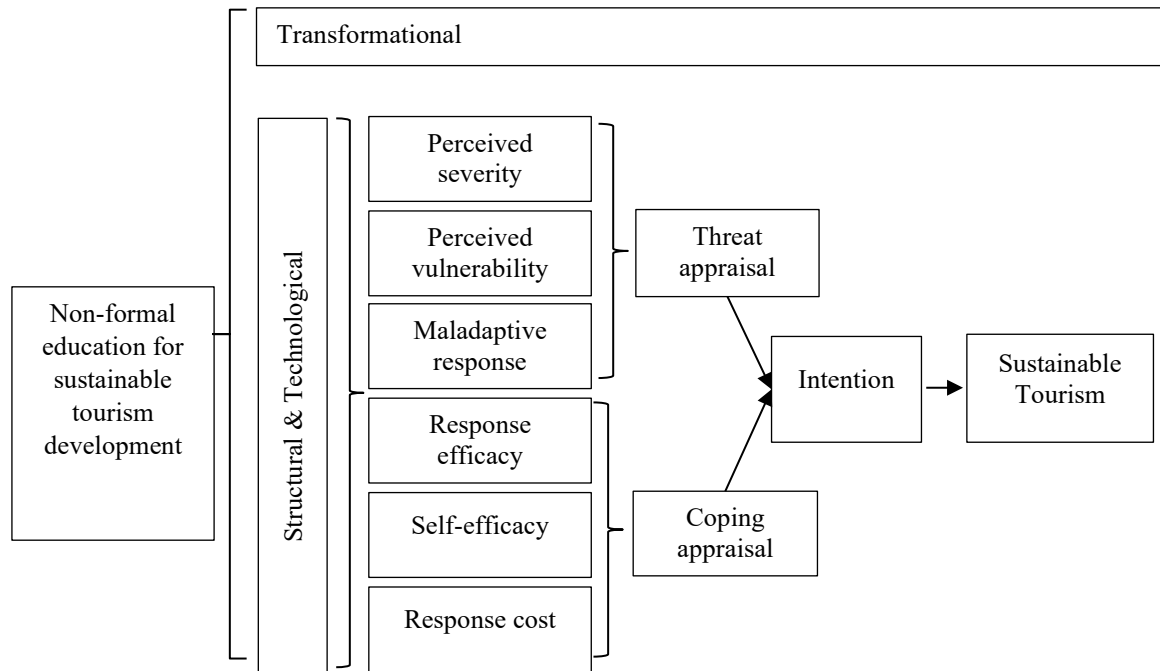 Transformational
Non-formal
education for
sustainable
tourism
development
Structural & Technological
Perceived
severity
Perceived
vulnerability
Maladaptive
response
Response
efficacy
Self-efficacy
Response cost
Threat
appraisal
Coping
appraisal
Intention
Sustainable
Tourism